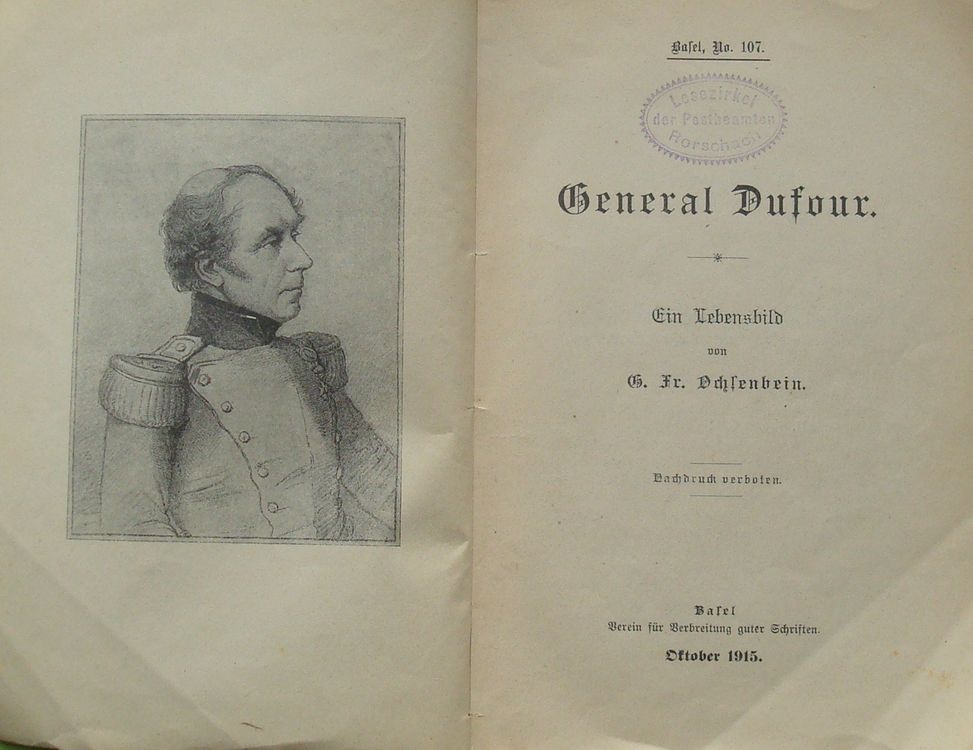 Basel, No. 107.
Lesezirkel
der Postbeamten
Rorschach
General Dufour.
Ein Lebensbild
von
G. Fr. Ochsenbein.
Nachdruck verboten.
Basel
Verein für Verbreitung guter Schriften.
Oktober 1915.